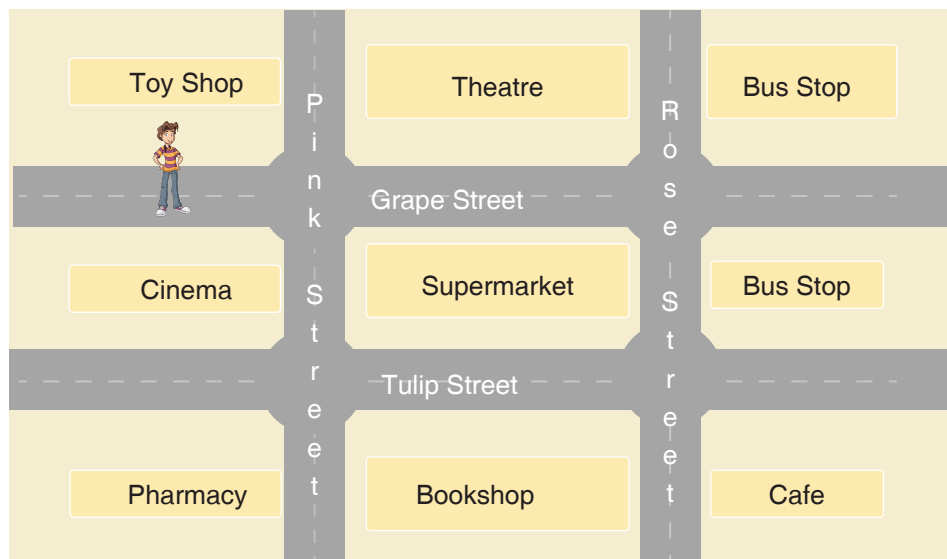 Toy Shop
Theatre
Bus Stop
Pink Street
Rose Street
Grape Street
Cinema
Supermarket
Bus Stop
Tulip Street
Pharmacy
Bookshop
Cafe